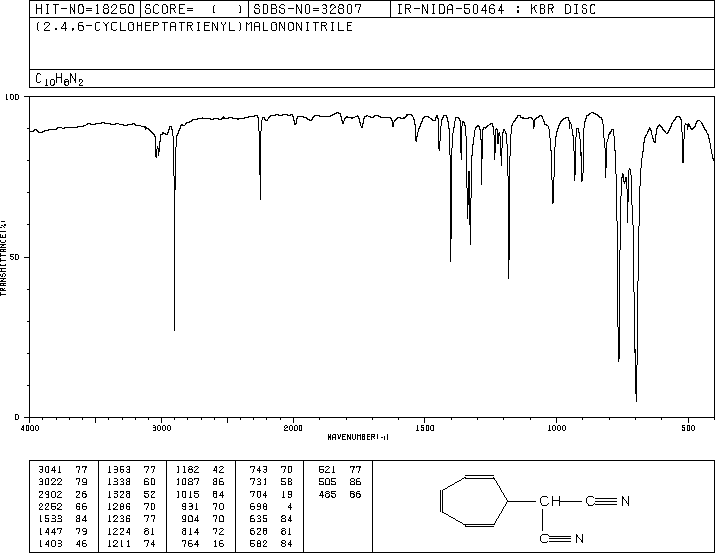 HIT-NO=18250 SCORE= ( ) SDBS-NO=32807 IR-NIDA-50464 : KBR DISC
(2,4,6-CYCLOHEPTATRIENYL)MALONONITRILE
C10H8N2
100
50
0
TRANSMITTANCE(%)
4000 3000 2000 1500 1000 500
WAVENUMBER(-1)
3041 77 1363 77 1182 42 743 70 521 77
3022 79 1338 60 1087 86 731 58 505 86
2902 26 1328 52 1015 64 704 19 485 86
2252 66 1286 70 931 70 698 4
1533 84 1236 77 904 70 635 84
1447 79 1224 81 814 72 628 81
1403 46 1211 74 764 16 582 84
CH C N
C N